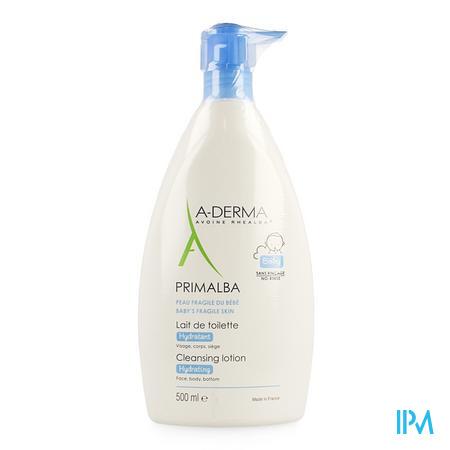 A-DERMA
AVOINE RHEALBA
Baby
SANS RINÇAGE
NO RINSE
PRIMALBA
PEAU FRAGILE DU BÉBÉ
BABY'S FRAGILE SKIN
Lait de toilette
Hydratant
Visage, corps, siège
Cleansing lotion
Hydrating
Face, body, bottom
500 ml e
Made in France
IPM